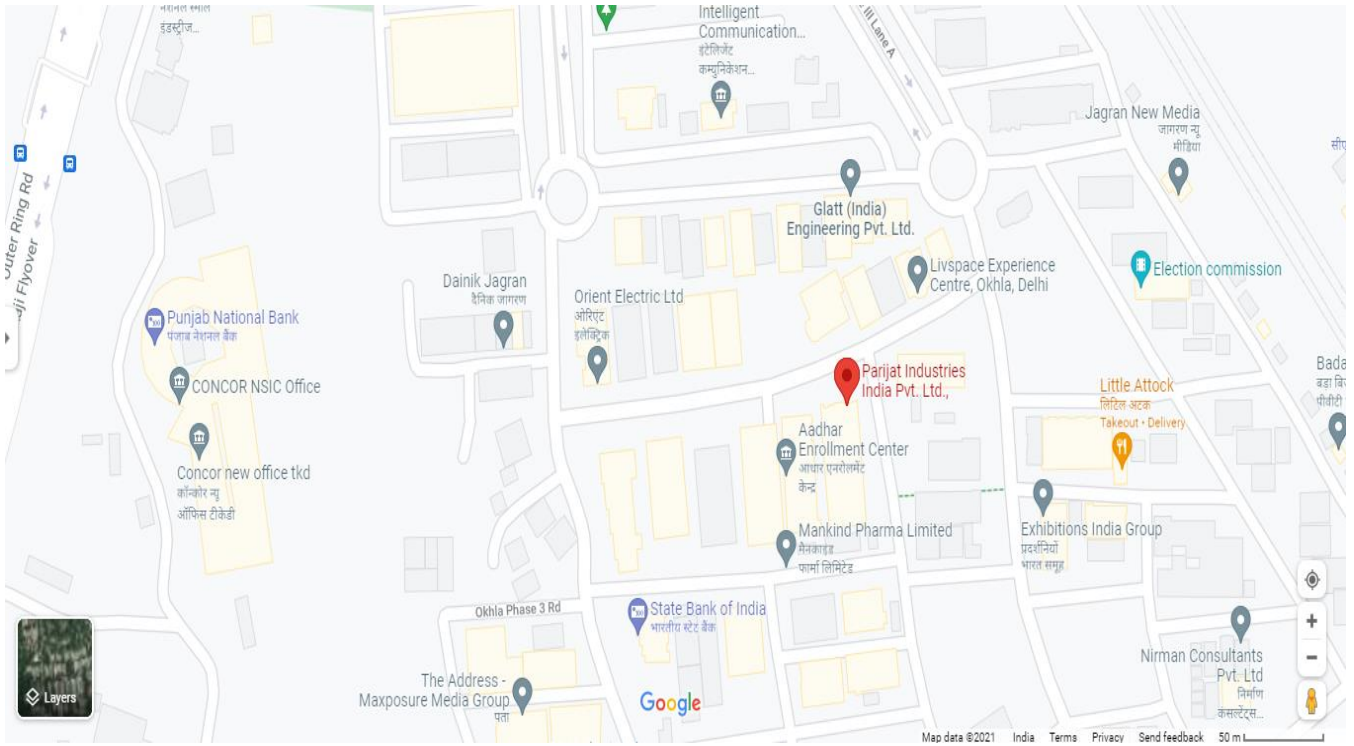 नेशनल स्माल
इंडस्ट्रीज...
Intelligent
Communication...
इंटेलिजेंट
कम्युनिकेशन...
III Lane A
Jagran New Media
जागरण न्यू
मीडिया
Outer Ring Rd
Flyover
Glatt (India)
Engineering Pvt. Ltd.
Dainik Jagran
दैनिक जागरण
Orient Electric Ltd
ओरिएंट
इलेक्ट्रिक
Livspace Experience
Centre, Okhla, Delhi
Election commission
Punjab National Bank
पंजाब नेशनल बैंक
CONCOR NSIC Office
Parijat Industries
India Pvt. Ltd.,
Little Attock
लिटिल अटक
Takeout • Delivery
Bada
पीवीटी
Aadhar
Enrollment Center
आधार एनरोलमेंट
केन्द्र
Concor new office tkd
कॉन्कोर न्यू
ऑफिस टीकेडी
Mankind Pharma Limited
मैनकाइंड
फार्मा लिमिटेड
Exhibitions India Group
प्रदर्शनियों
भारत समूह
Okhla Phase 3 Rd
State Bank of India
भारतीय स्टेट बैंक
The Address -
Maxposure Media Group
पता
Nirman Consultants
Pvt. Ltd
निर्माण
कंसल्टेंट्स...
Layers
Google
Map data ©2021 India Terms Privacy Send feedback 50 m